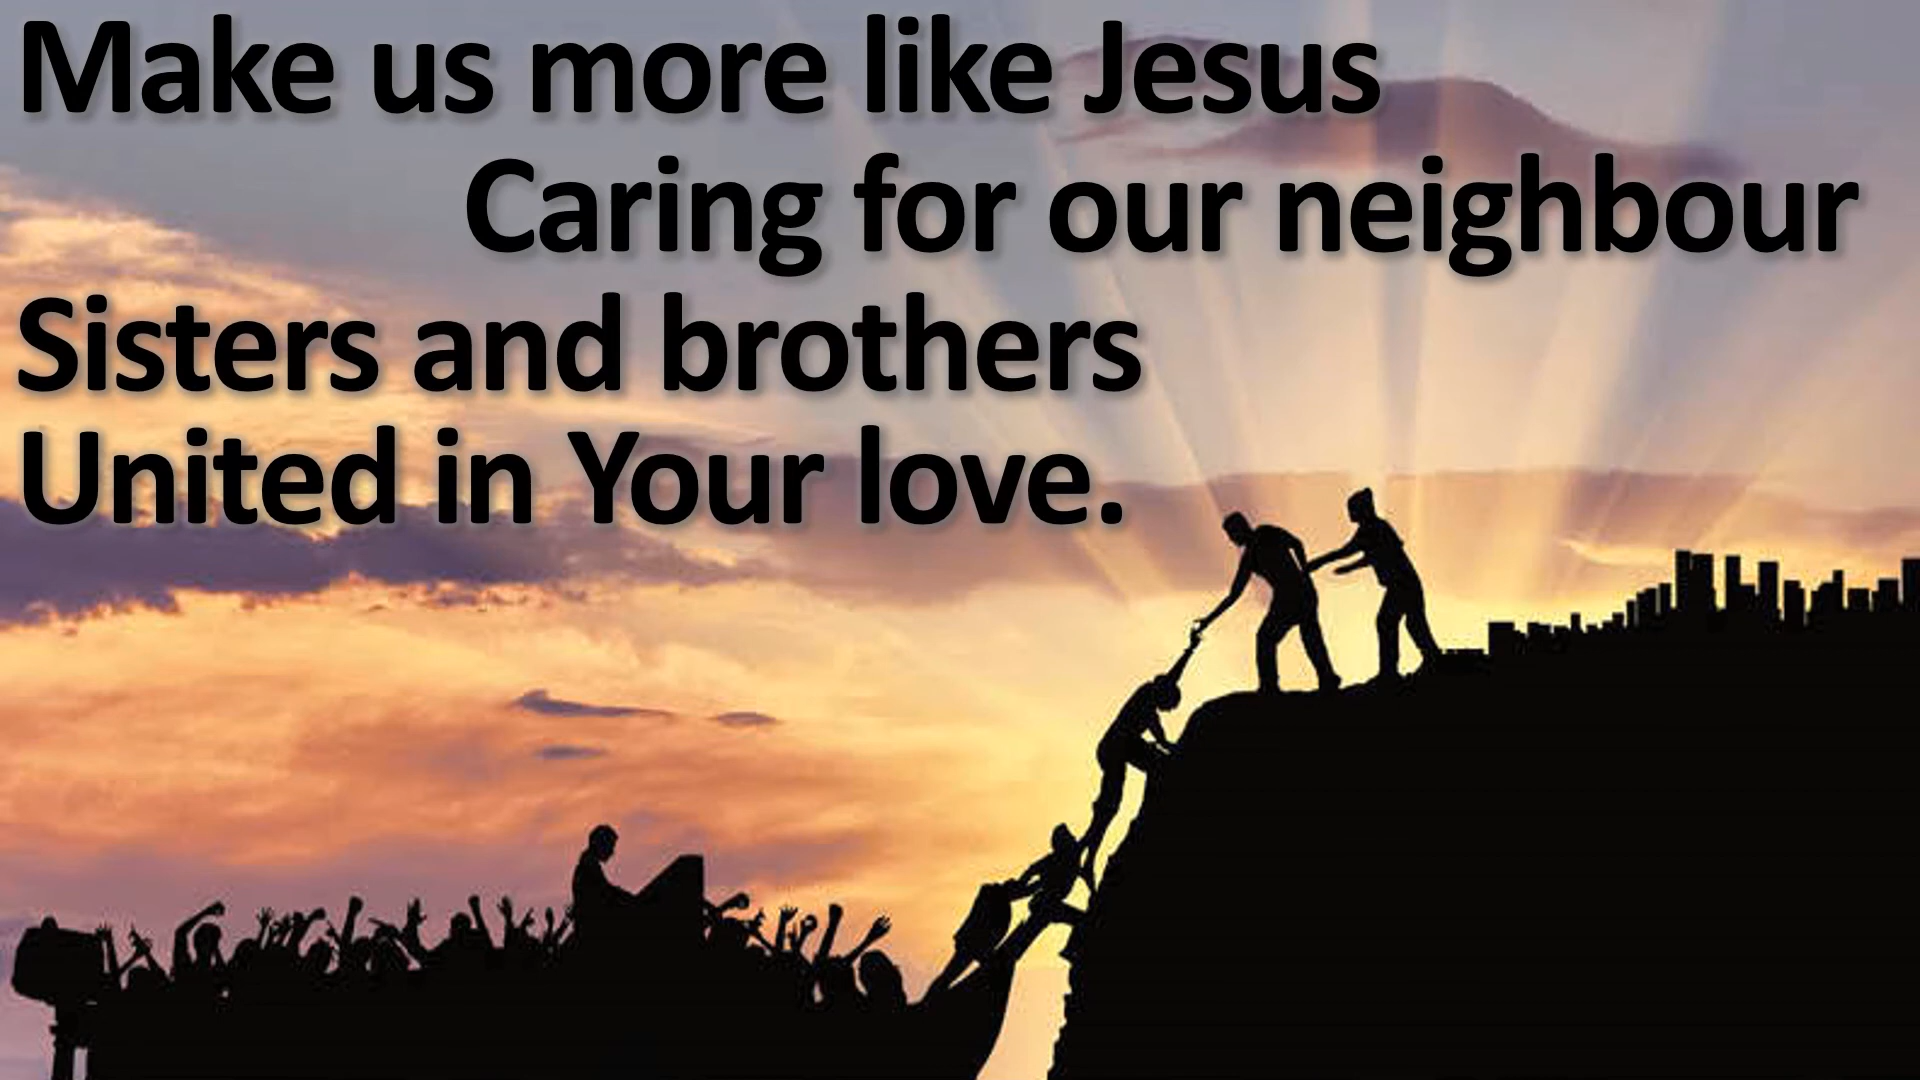 Make us more like Jesus
Caring for our neighbour
Sisters and brothers
United in Your love.